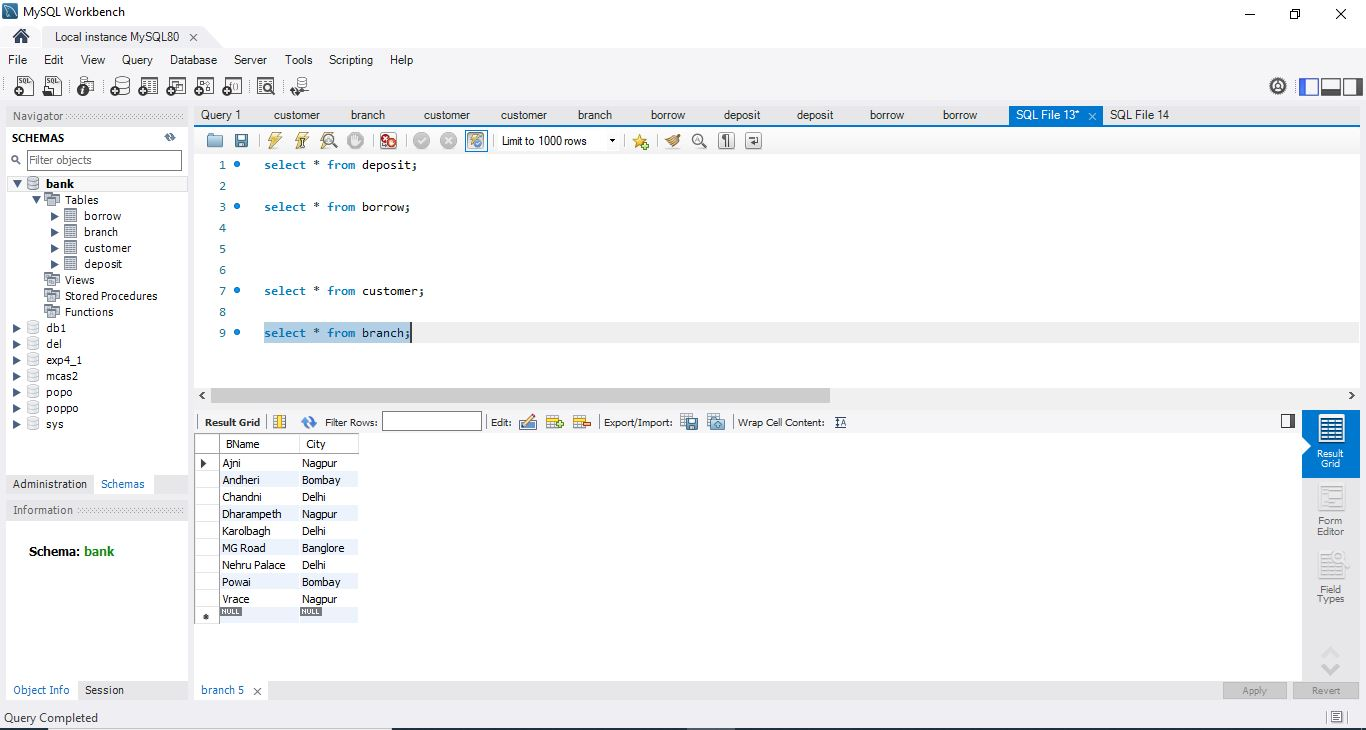 MySQL Workbench
Local instance MySQL80
File Edit View Query Database Server Tools Scripting Help
Navigator
SCHEMAS
Filter objects
bank
Tables
borrow
branch
customer
deposit
Views
Stored Procedures
Functions
db1
del
exp4_1
mcas2
popo
poppo
sys
Administration Schemas
Information
Schema: bank
Object Info Session
Query 1 customer branch customer customer branch borrow deposit deposit borrow borrow SQL File 13* SQL File 14
Limit to 1000 rows
1 select * from deposit;
2
3 select * from borrow;
4
5
6
7 select * from customer;
8
9 select * from branch;
Result Grid Filter Rows: Edit: Export/Import: Wrap Cell Content:
BName City
Ajni Nagpur
Andheri Bombay
Chandni Delhi
Dharampeth Nagpur
Karolbagh Delhi
MG Road Banglore
Nehru Palace Delhi
Powai Bombay
Vrace Nagpur
NULL NULL
Result
Grid
Form
Editor
Field
Types
branch 5
Apply Revert
Query Completed